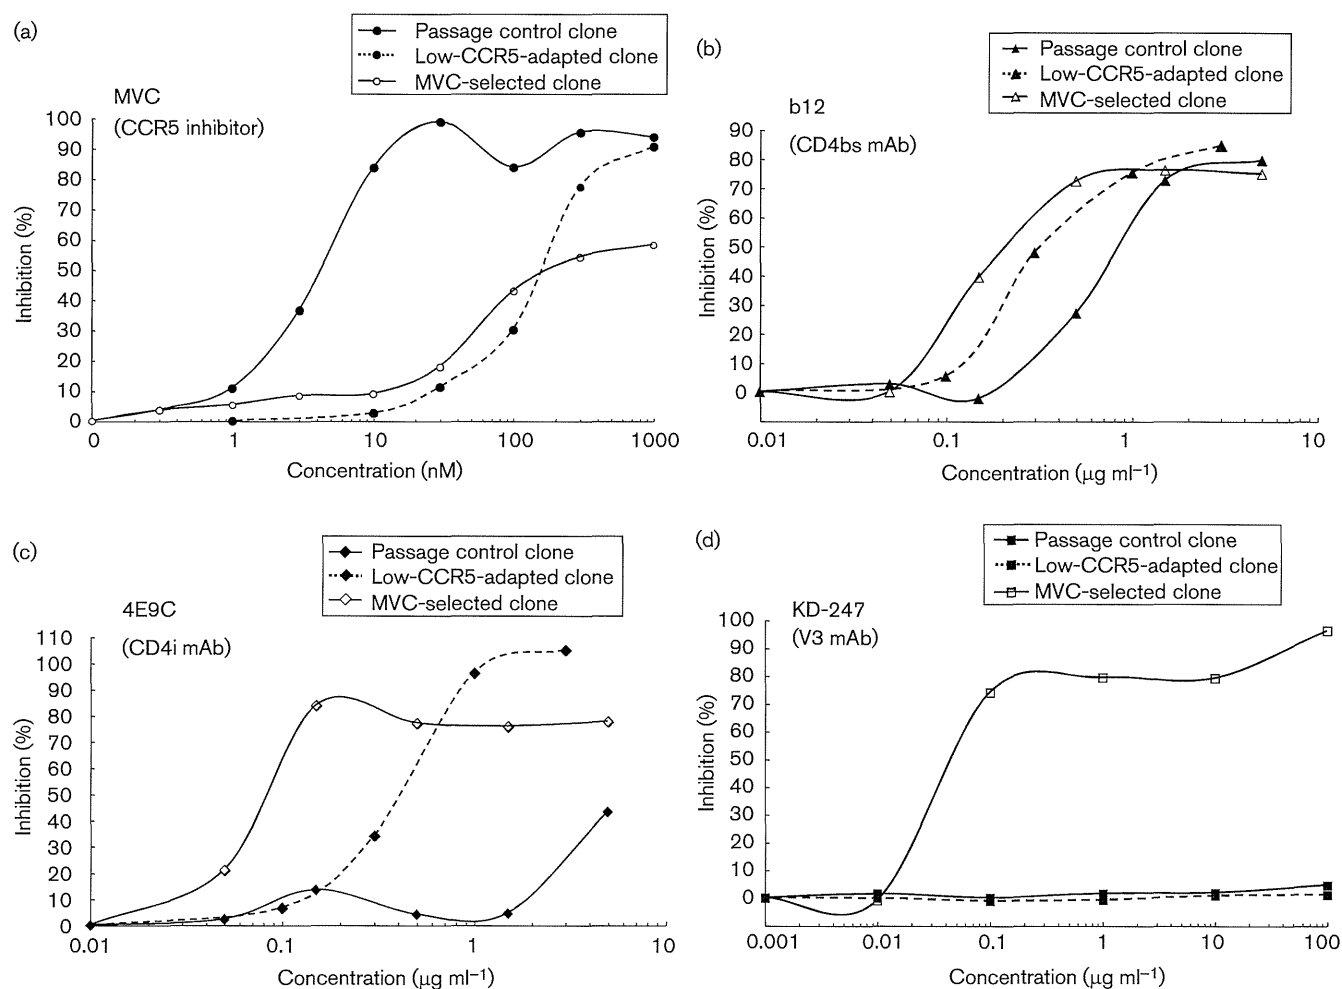 (a)
Passage control clone
Low-CCR5-adapted clone
MVC-selected clone
MVC
(CCR5 inhibitor)
100
90
80
70
60
50
40
30
20
10
0
Inhibition (%)
0 1 10 100 1000
Concentration (nM)
(b)
Passage control clone
Low-CCR5-adapted clone
MVC-selected clone
b12
(CD4bs mAb)
90
80
70
60
50
40
30
20
10
0
Inhibition (%)
0.01 0.1 1 10
Concentration (μg ml⁻¹)
(c)
Passage control clone
Low-CCR5-adapted clone
MVC-selected clone
4E9C
(CD4i mAb)
110
100
90
80
70
60
50
40
30
20
10
0
Inhibition (%)
0.01 0.1 1 10
Concentration (μg ml⁻¹)
(d)
Passage control clone
Low-CCR5-adapted clone
MVC-selected clone
KD-247
(V3 mAb)
100
90
80
70
60
50
40
30
20
10
0
Inhibition (%)
0.001 0.01 0.1 1 10 100
Concentration (μg ml⁻¹)